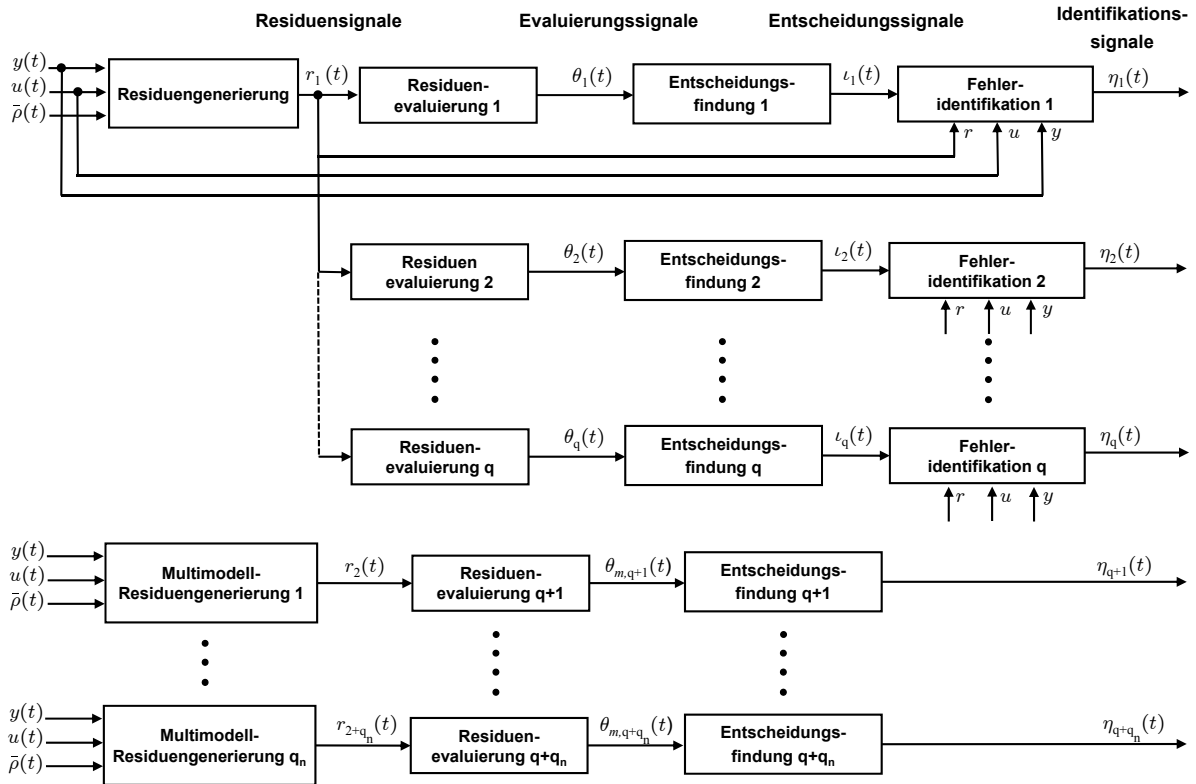 Residuensignale
Evaluierungssignale
Entscheidungssignale
Identifikations-
signale
y(t)
u(t)
ρ̄(t)
Residuengenerierung
r₁(t)
Residuen-
evaluierung 1
θ₁(t)
Entscheidungs-
findung 1
ι₁(t)
Fehler-
identifikation 1
η₁(t)
r
u
y
Residuen
evaluierung 2
θ₂(t)
Entscheidungs-
findung 2
ι₂(t)
Fehler-
identifikation 2
η₂(t)
r
u
y
Residuen-
evaluierung q
θ_q(t)
Entscheidungs-
findung q
ι_q(t)
Fehler-
identifikation q
η_q(t)
r
u
y
y(t)
u(t)
ρ̄(t)
Multimodell-
Residuengenerierung 1
r₂(t)
Residuen-
evaluierung q+1
θ_{m,q+1}(t)
Entscheidungs-
findung q+1
η_{q+1}(t)
y(t)
u(t)
ρ̄(t)
Multimodell-
Residuengenerierung q_n
r_{2+q_n}(t)
Residuen-
evaluierung q+q_n
θ_{m,q+q_n}(t)
Entscheidungs-
findung q+q_n
η_{q+q_n}(t)